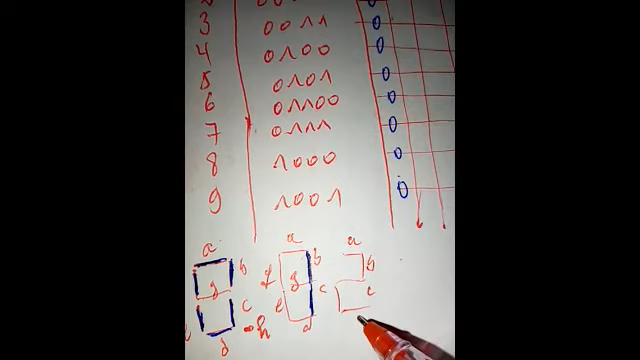 3 0011 0
4 0100 0
5 0101 0
6 01100 0
7 0111 0
8 1000 0
9 1001 0
a a a
b f b b
g g
c e c e
d h d